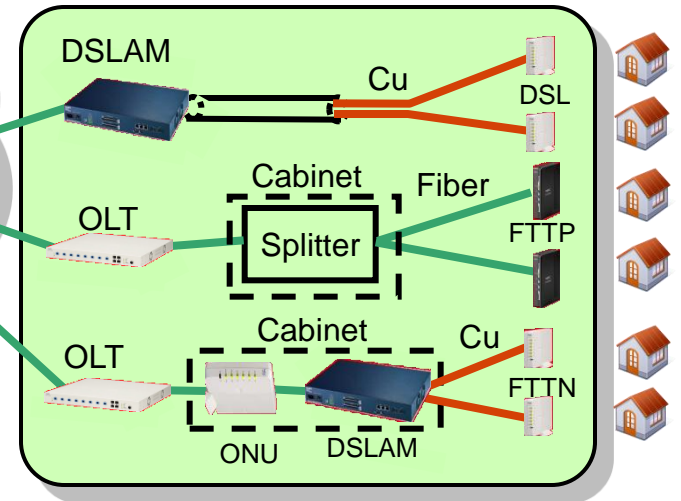 DSLAM
Cu
DSL
Cabinet
Fiber
OLT
Splitter
FTTP
Cabinet
Cu
OLT
FTTN
ONU
DSLAM